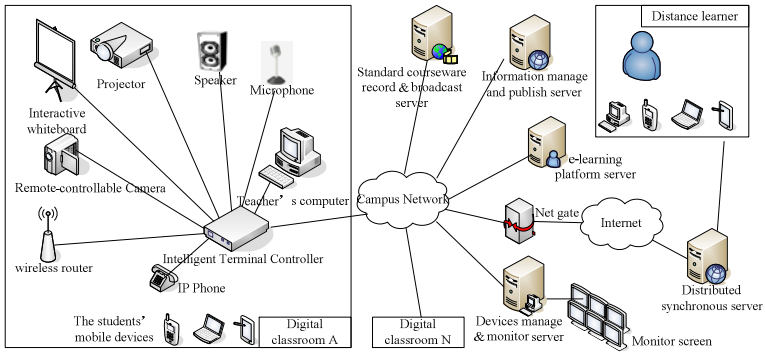 Distance learner
Projector
Speaker
Microphone
Standard courseware
record & broadcast
server
Information manage
and publish server
Interactive
whiteboard
e-learning
platform server
Remote-controllable Camera
Teacher’s computer
Campus Network
Net gate
Internet
wireless router
Intelligent Terminal Controller
IP Phone
Distributed
synchronous server
The students’
mobile devices
Digital
classroom A
Digital
classroom N
Devices manage
& monitor server
Monitor screen